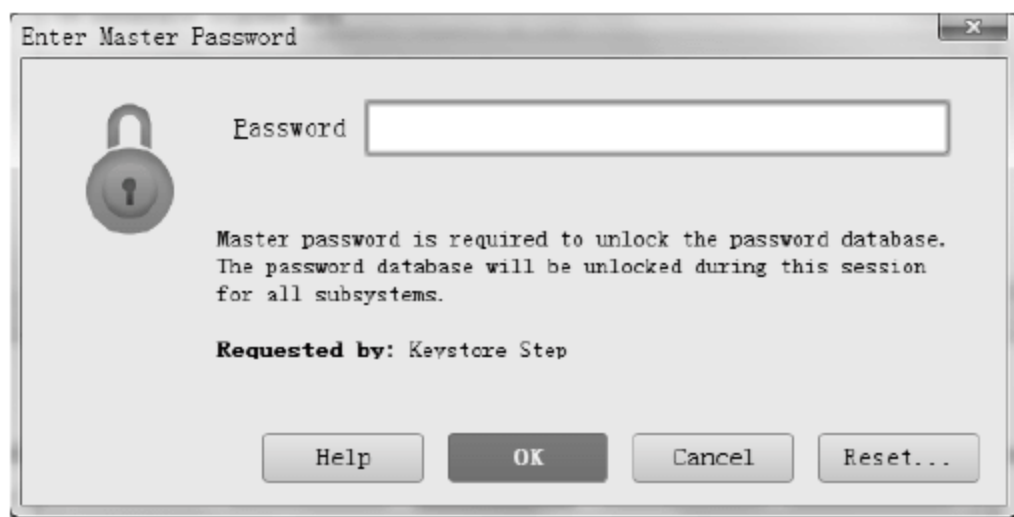 Enter Master Password
Password
Master password is required to unlock the password database.
The password database will be unlocked during this session
for all subsystems.
Requested by: Keystore Step
Help OK Cancel Reset...